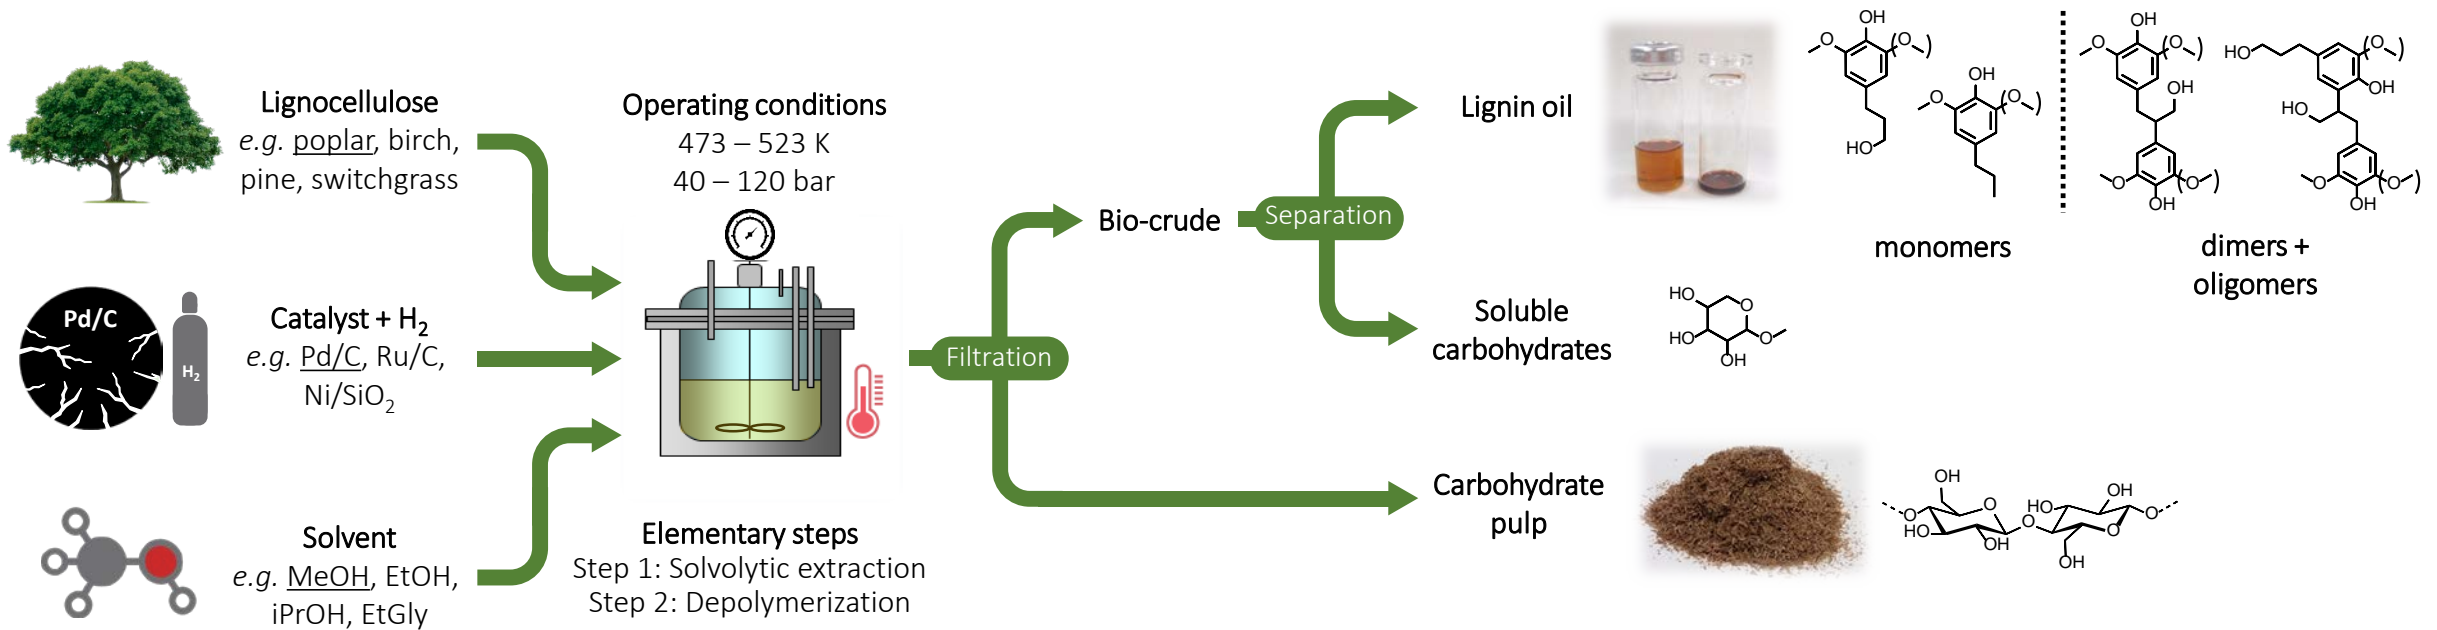 Lignocellulose
e.g. poplar, birch,
pine, switchgrass
Pd/C
H2
Catalyst + H2
e.g. Pd/C, Ru/C,
Ni/SiO2
Solvent
e.g. MeOH, EtOH,
iPrOH, EtGly
Operating conditions
473 – 523 K
40 – 120 bar
Elementary steps
Step 1: Solvolytic extraction
Step 2: Depolymerization
Filtration
Bio-crude
Separation
Lignin oil
OH
O
(O)
HO
OH
O
(O)
monomers
OH
O
(O)
OH
O
(O)
OH
HO
(O)
OH
HO
O
(O)
OH
dimers +
oligomers
Soluble
carbohydrates
HO
O
HO
O
OH
Carbohydrate
pulp
OH
O
O
HO
OH
O
HO
OH
O
O
OH